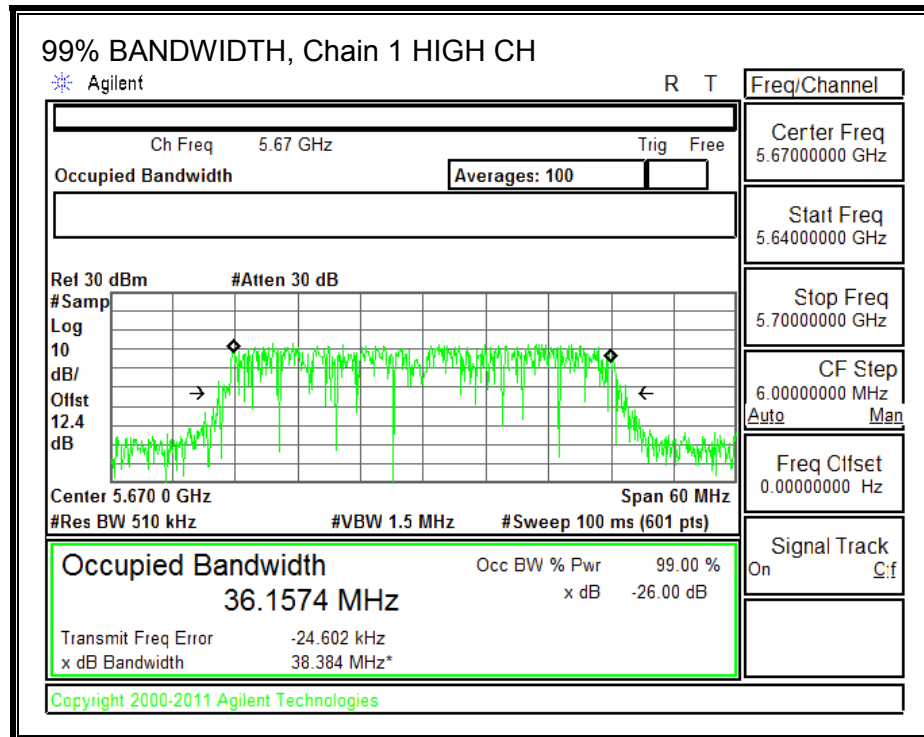 99% BANDWIDTH, Chain 1 HIGH CH
Agilent R T
Ch Freq 5.67 GHz Trig Free
Occupied Bandwidth Averages: 100
Ref 30 dBm #Atten 30 dB
#Samp
Log
10
dB/
Offst
12.4
dB
Center 5.670 0 GHz Span 60 MHz
#Res BW 510 kHz #VBW 1.5 MHz #Sweep 100 ms (601 pts)
Occupied Bandwidth Occ BW % Pwr 99.00 %
36.1574 MHz x dB -26.00 dB
Transmit Freq Error -24.602 kHz
x dB Bandwidth 38.384 MHz*
Copyright 2000-2011 Agilent Technologies
Freq/Channel
Center Freq
5.67000000 GHz
Start Freq
5.64000000 GHz
Stop Freq
5.70000000 GHz
CF Step
6.00000000 MHz
Auto Man
Freq Offset
0.00000000 Hz
Signal Track
On Off